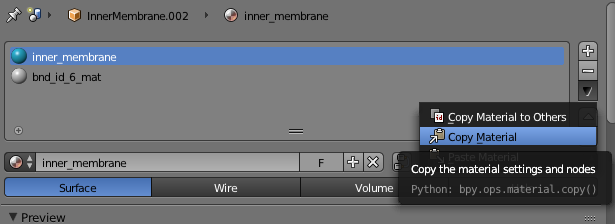 InnerMembrane.002 inner_membrane
inner_membrane
bnd_id_6_mat
Copy Material to Others
Copy Material
Paste Material
inner_membrane F
Copy the material settings and nodes
Python: bpy.ops.material.copy()
Surface Wire Volume
Preview